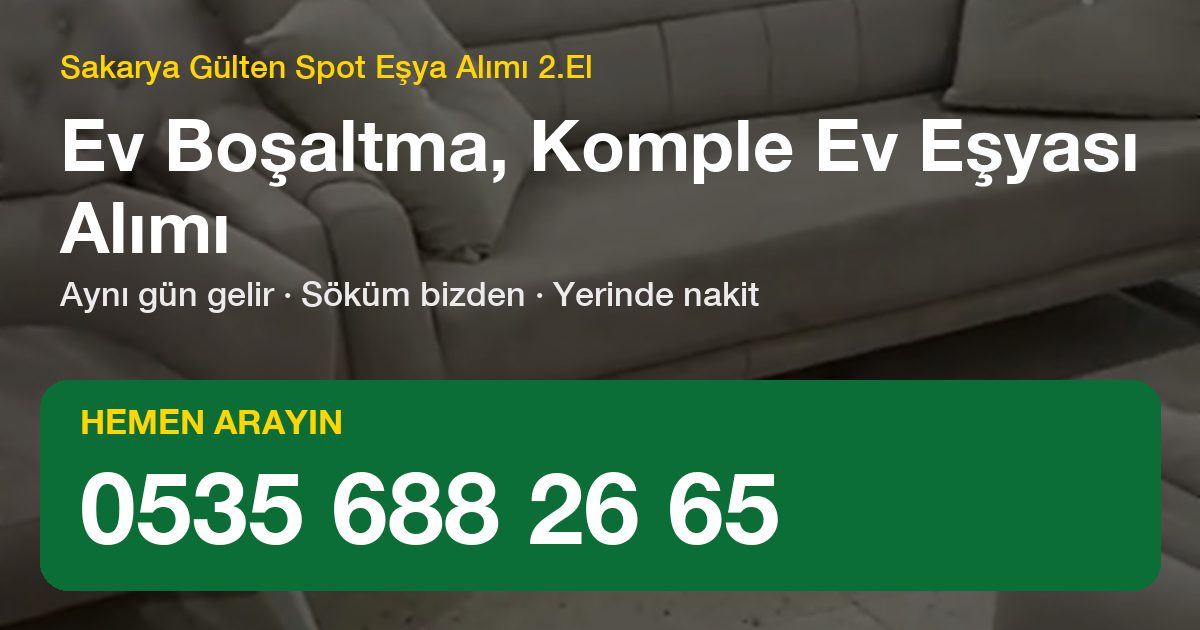 Sakarya Gülten Spot Eşya Alımı 2.El
Ev Boşaltma, Komple Ev Eşyası
Alımı
Aynı gün gelir · Söküm bizden · Yerinde nakit
HEMEN ARAYIN
0535 688 26 65